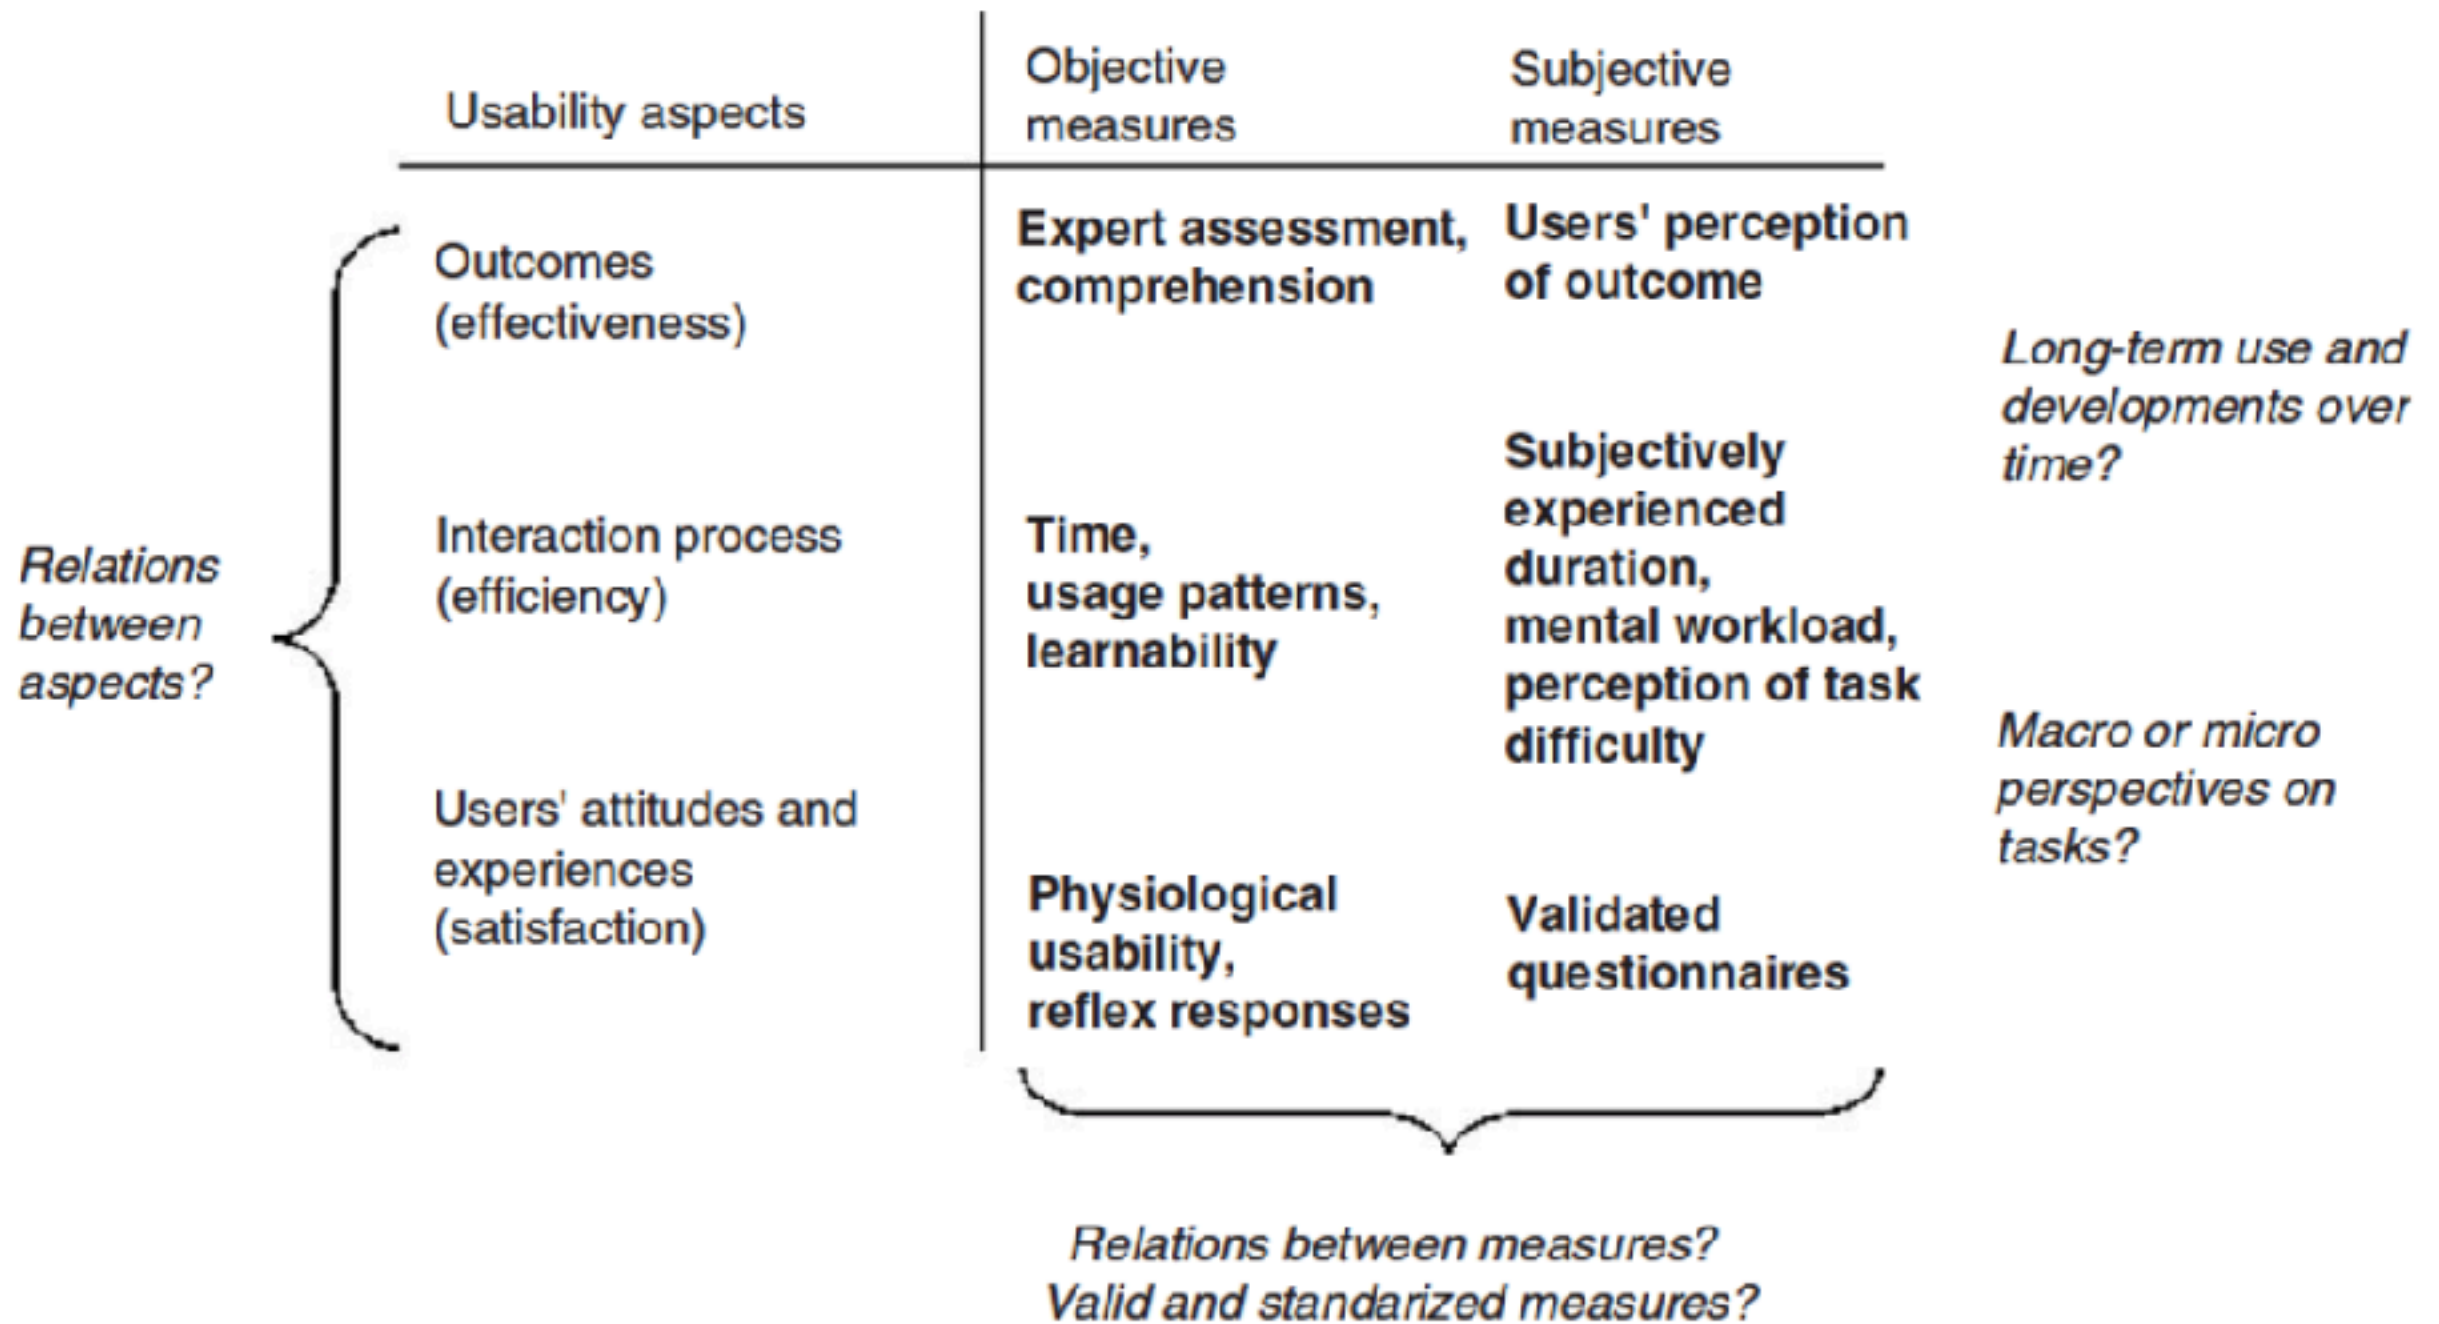 Usability aspects
Objective
measures
Subjective
measures
Outcomes
(effectiveness)
Expert assessment,
comprehension
Users' perception
of outcome
Interaction process
(efficiency)
Time,
usage patterns,
learnability
Subjectively
experienced
duration,
mental workload,
perception of task
difficulty
Users' attitudes and
experiences
(satisfaction)
Physiological
usability,
reflex responses
Validated
questionnaires
Relations
between
aspects?
Long-term use and
developments over
time?
Macro or micro
perspectives on
tasks?
Relations between measures?
Valid and standarized measures?